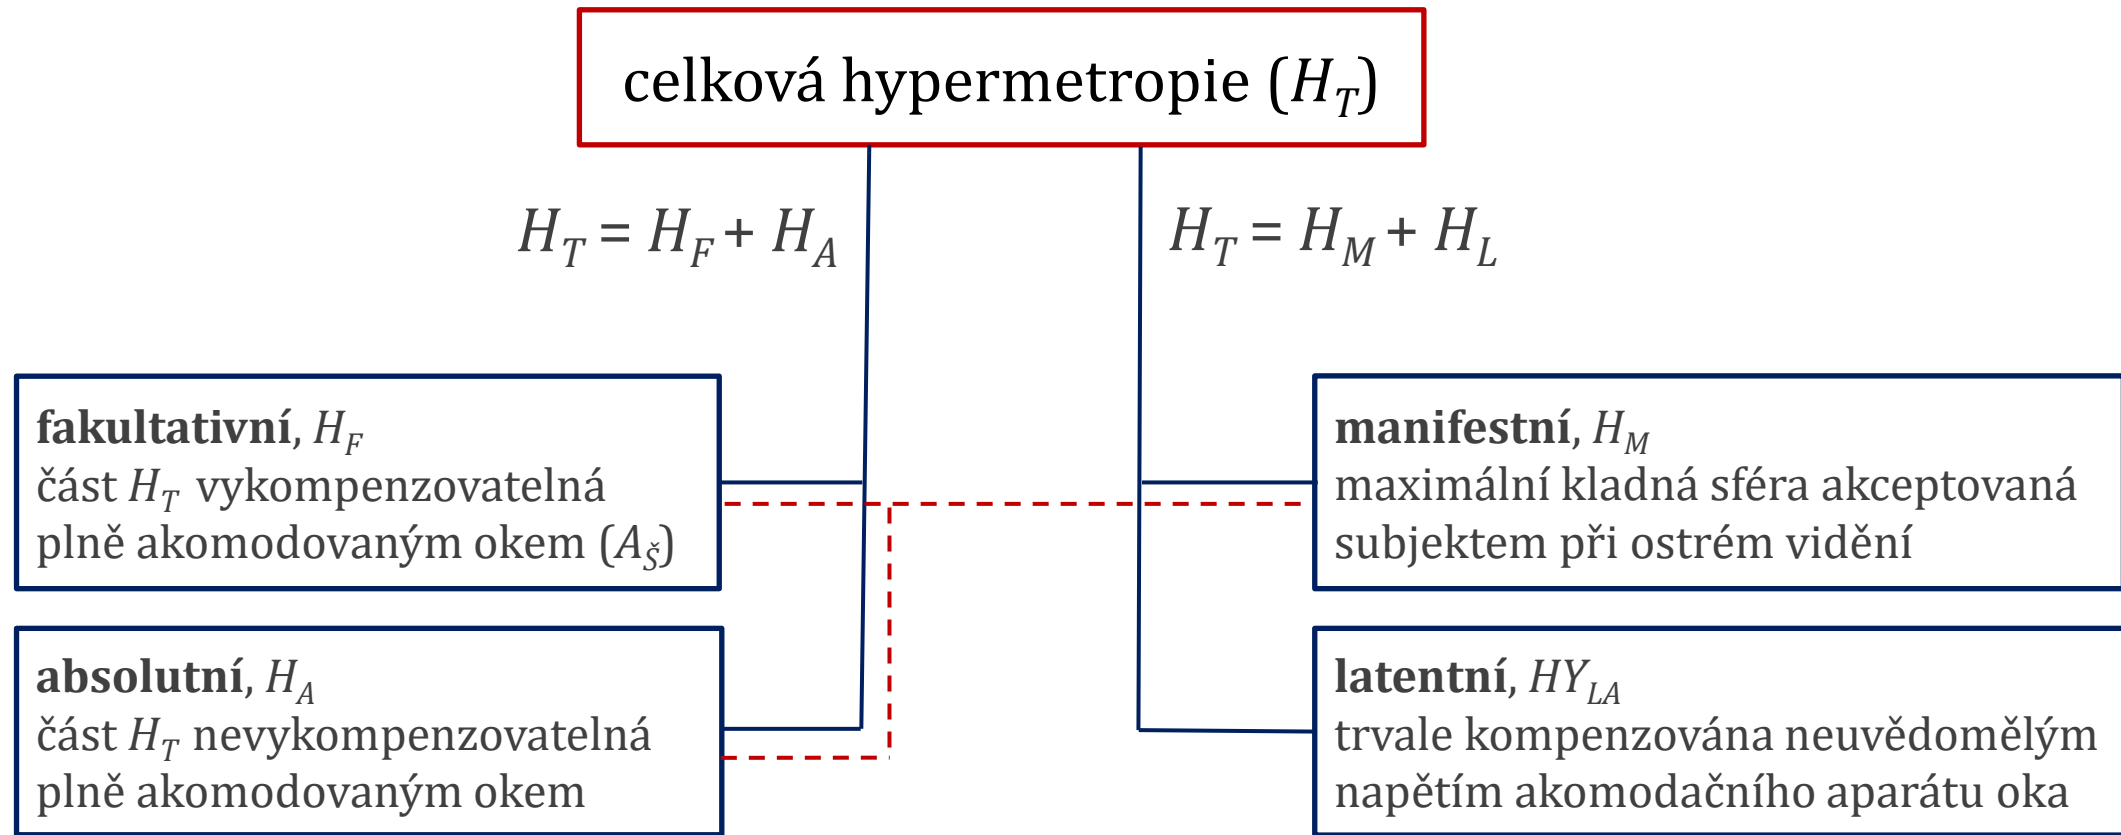 celková hypermetropie (H_T)
H_T = H_F + H_A
H_T = H_M + H_L
fakultativní, H_F
část H_T vykompenzovatelná
plně akomodovaným okem (A_Š)
manifestní, H_M
maximální kladná sféra akceptovaná
subjektem při ostrém vidění
absolutní, H_A
část H_T nevykompenzovatelná
plně akomodovaným okem
latentní, HY_LA
trvale kompenzována neuvědomělým
napětím akomodačního aparátu oka